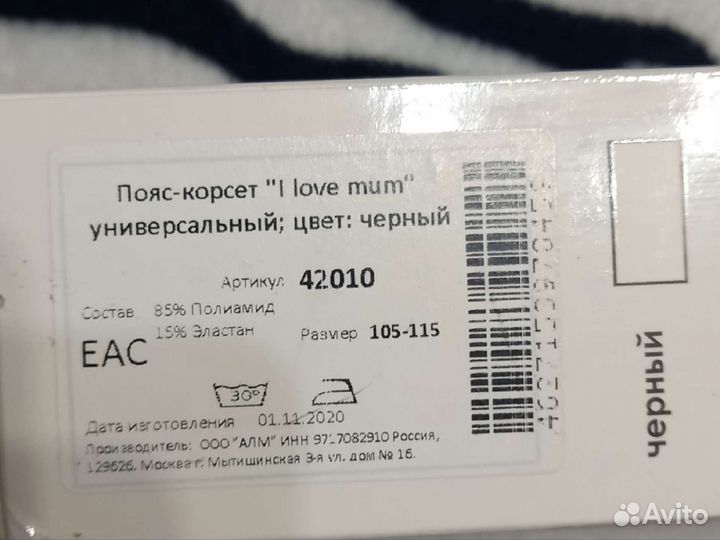 Пояс-корсет "I love mum"
универсальный; цвет: черный
Артикул 42010
Состав 85% Полиамид
15% Эластан Размер 105-115
EAC
30°
Дата изготовления 01.11.2020
Производитель: ООО "АЛМ" ИНН 9717082910 Россия,
129626, Москва г, Мытищинская 3-я ул, дом № 16.
черный
Avito